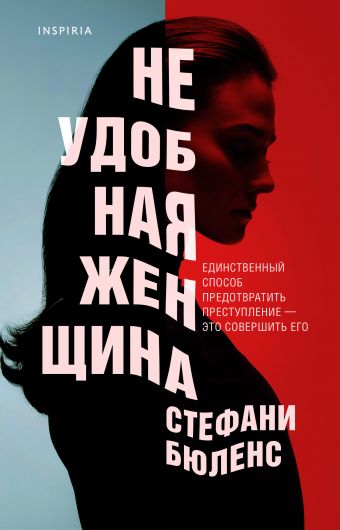 INSPIRIA
НЕ
УДОБ
НАЯ
ЖЕН
ЩИНА
ЕДИНСТВЕННЫЙ
СПОСОБ
ПРЕДОТВРАТИТЬ
ПРЕСТУПЛЕНИЕ —
ЭТО СОВЕРШИТЬ ЕГО
СТЕФАНИ
БЮЛЕНС